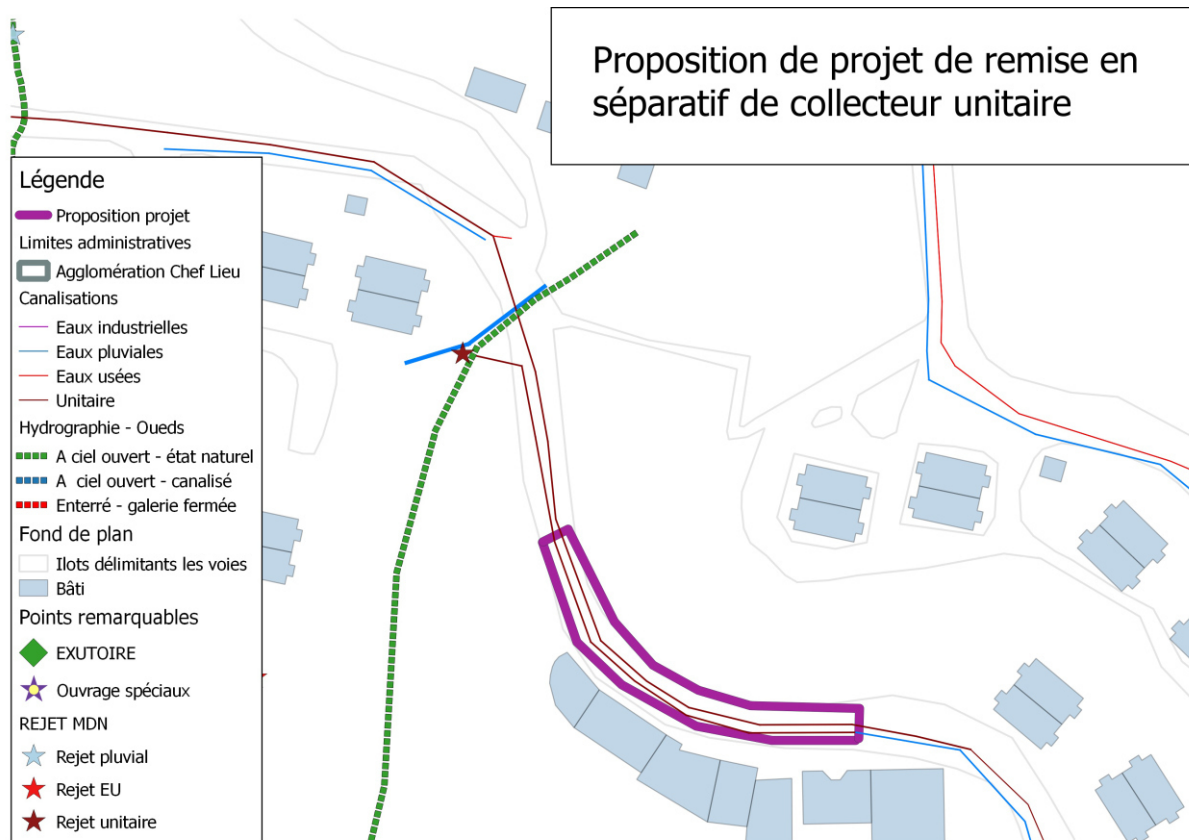 Proposition de projet de remise en
séparatif de collecteur unitaire
Légende
Proposition projet
Limites administratives
Agglomération Chef Lieu
Canalisations
Eaux industrielles
Eaux pluviales
Eaux usées
Unitaire
Hydrographie - Oueds
A ciel ouvert - état naturel
A ciel ouvert - canalisé
Enterré - galerie fermée
Fond de plan
Ilots délimitants les voies
Bâti
Points remarquables
EXUTOIRE
Ouvrage spéciaux
REJET MDN
Rejet pluvial
Rejet EU
Rejet unitaire